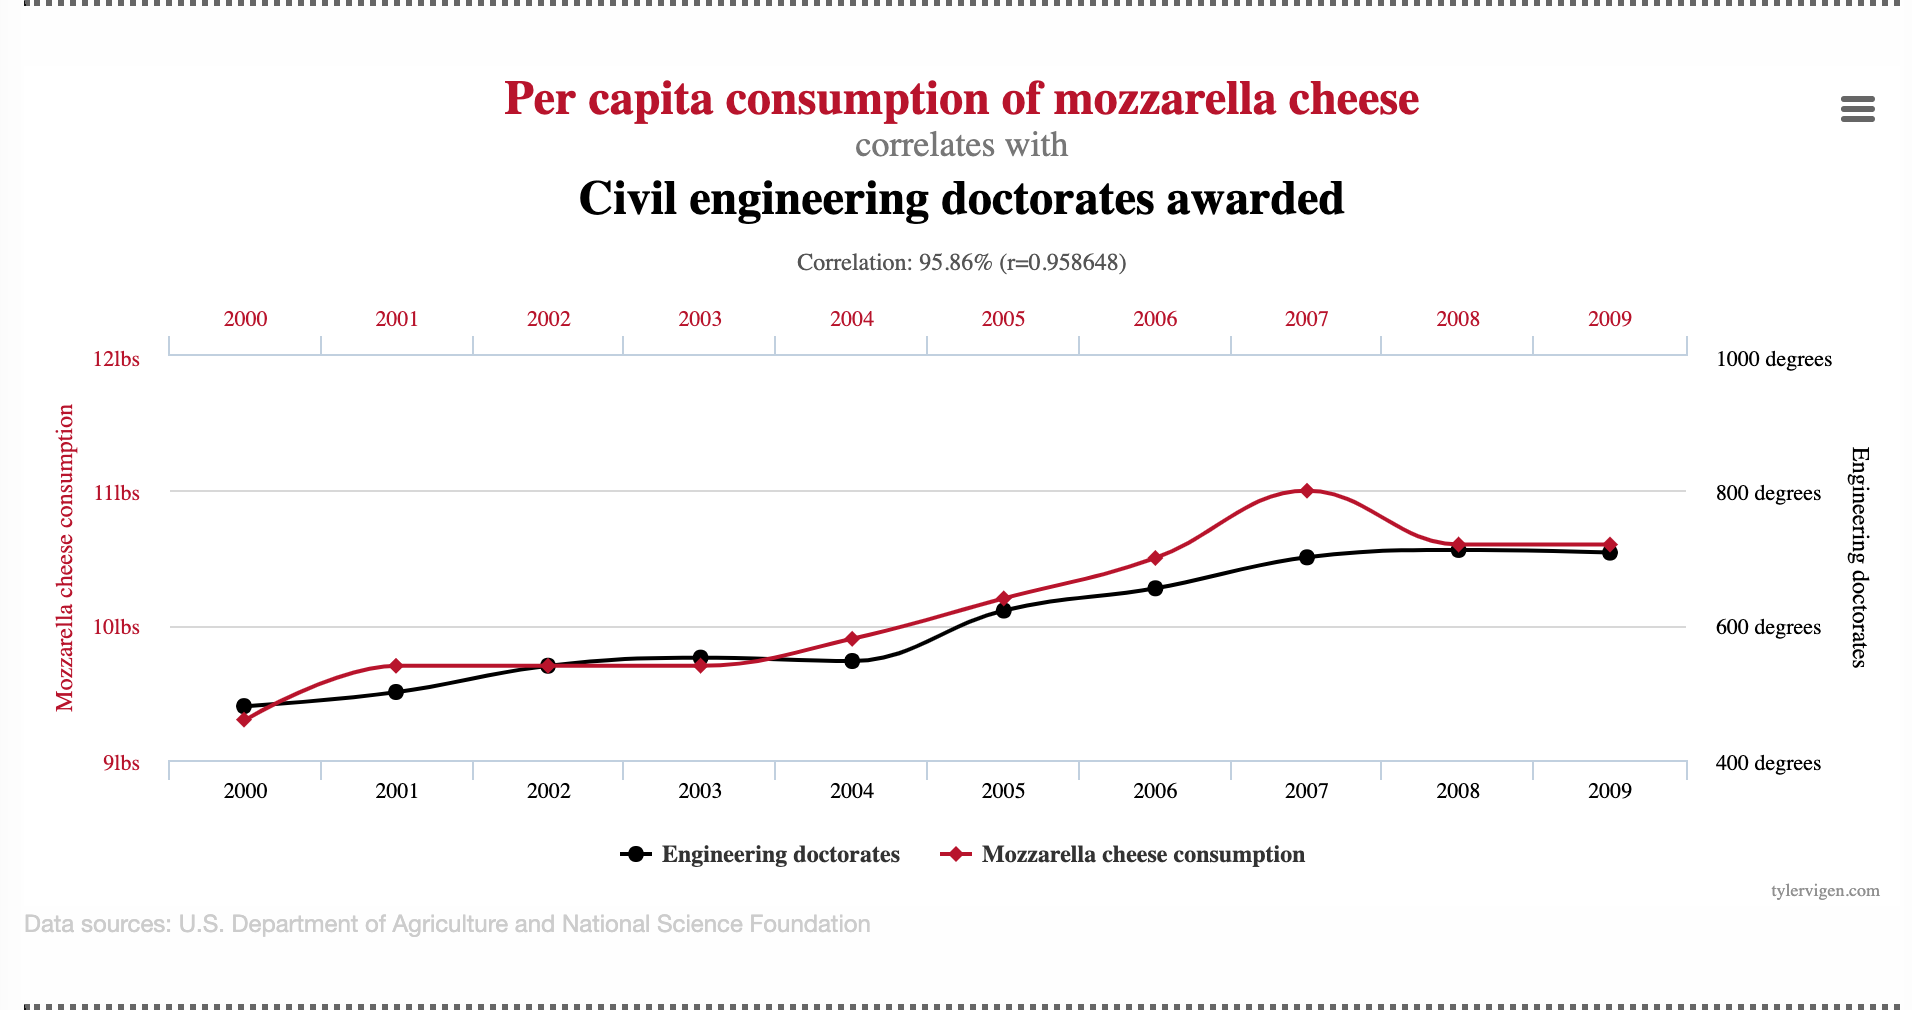 Per capita consumption of mozzarella cheese
correlates with
Civil engineering doctorates awarded
Correlation: 95.86% (r=0.958648)
2000 2001 2002 2003 2004 2005 2006 2007 2008 2009
12lbs
11lbs
10lbs
9lbs
Mozzarella cheese consumption
1000 degrees
800 degrees
600 degrees
400 degrees
Engineering doctorates
2000 2001 2002 2003 2004 2005 2006 2007 2008 2009
Engineering doctorates Mozzarella cheese consumption
tylervigen.com
Data sources: U.S. Department of Agriculture and National Science Foundation